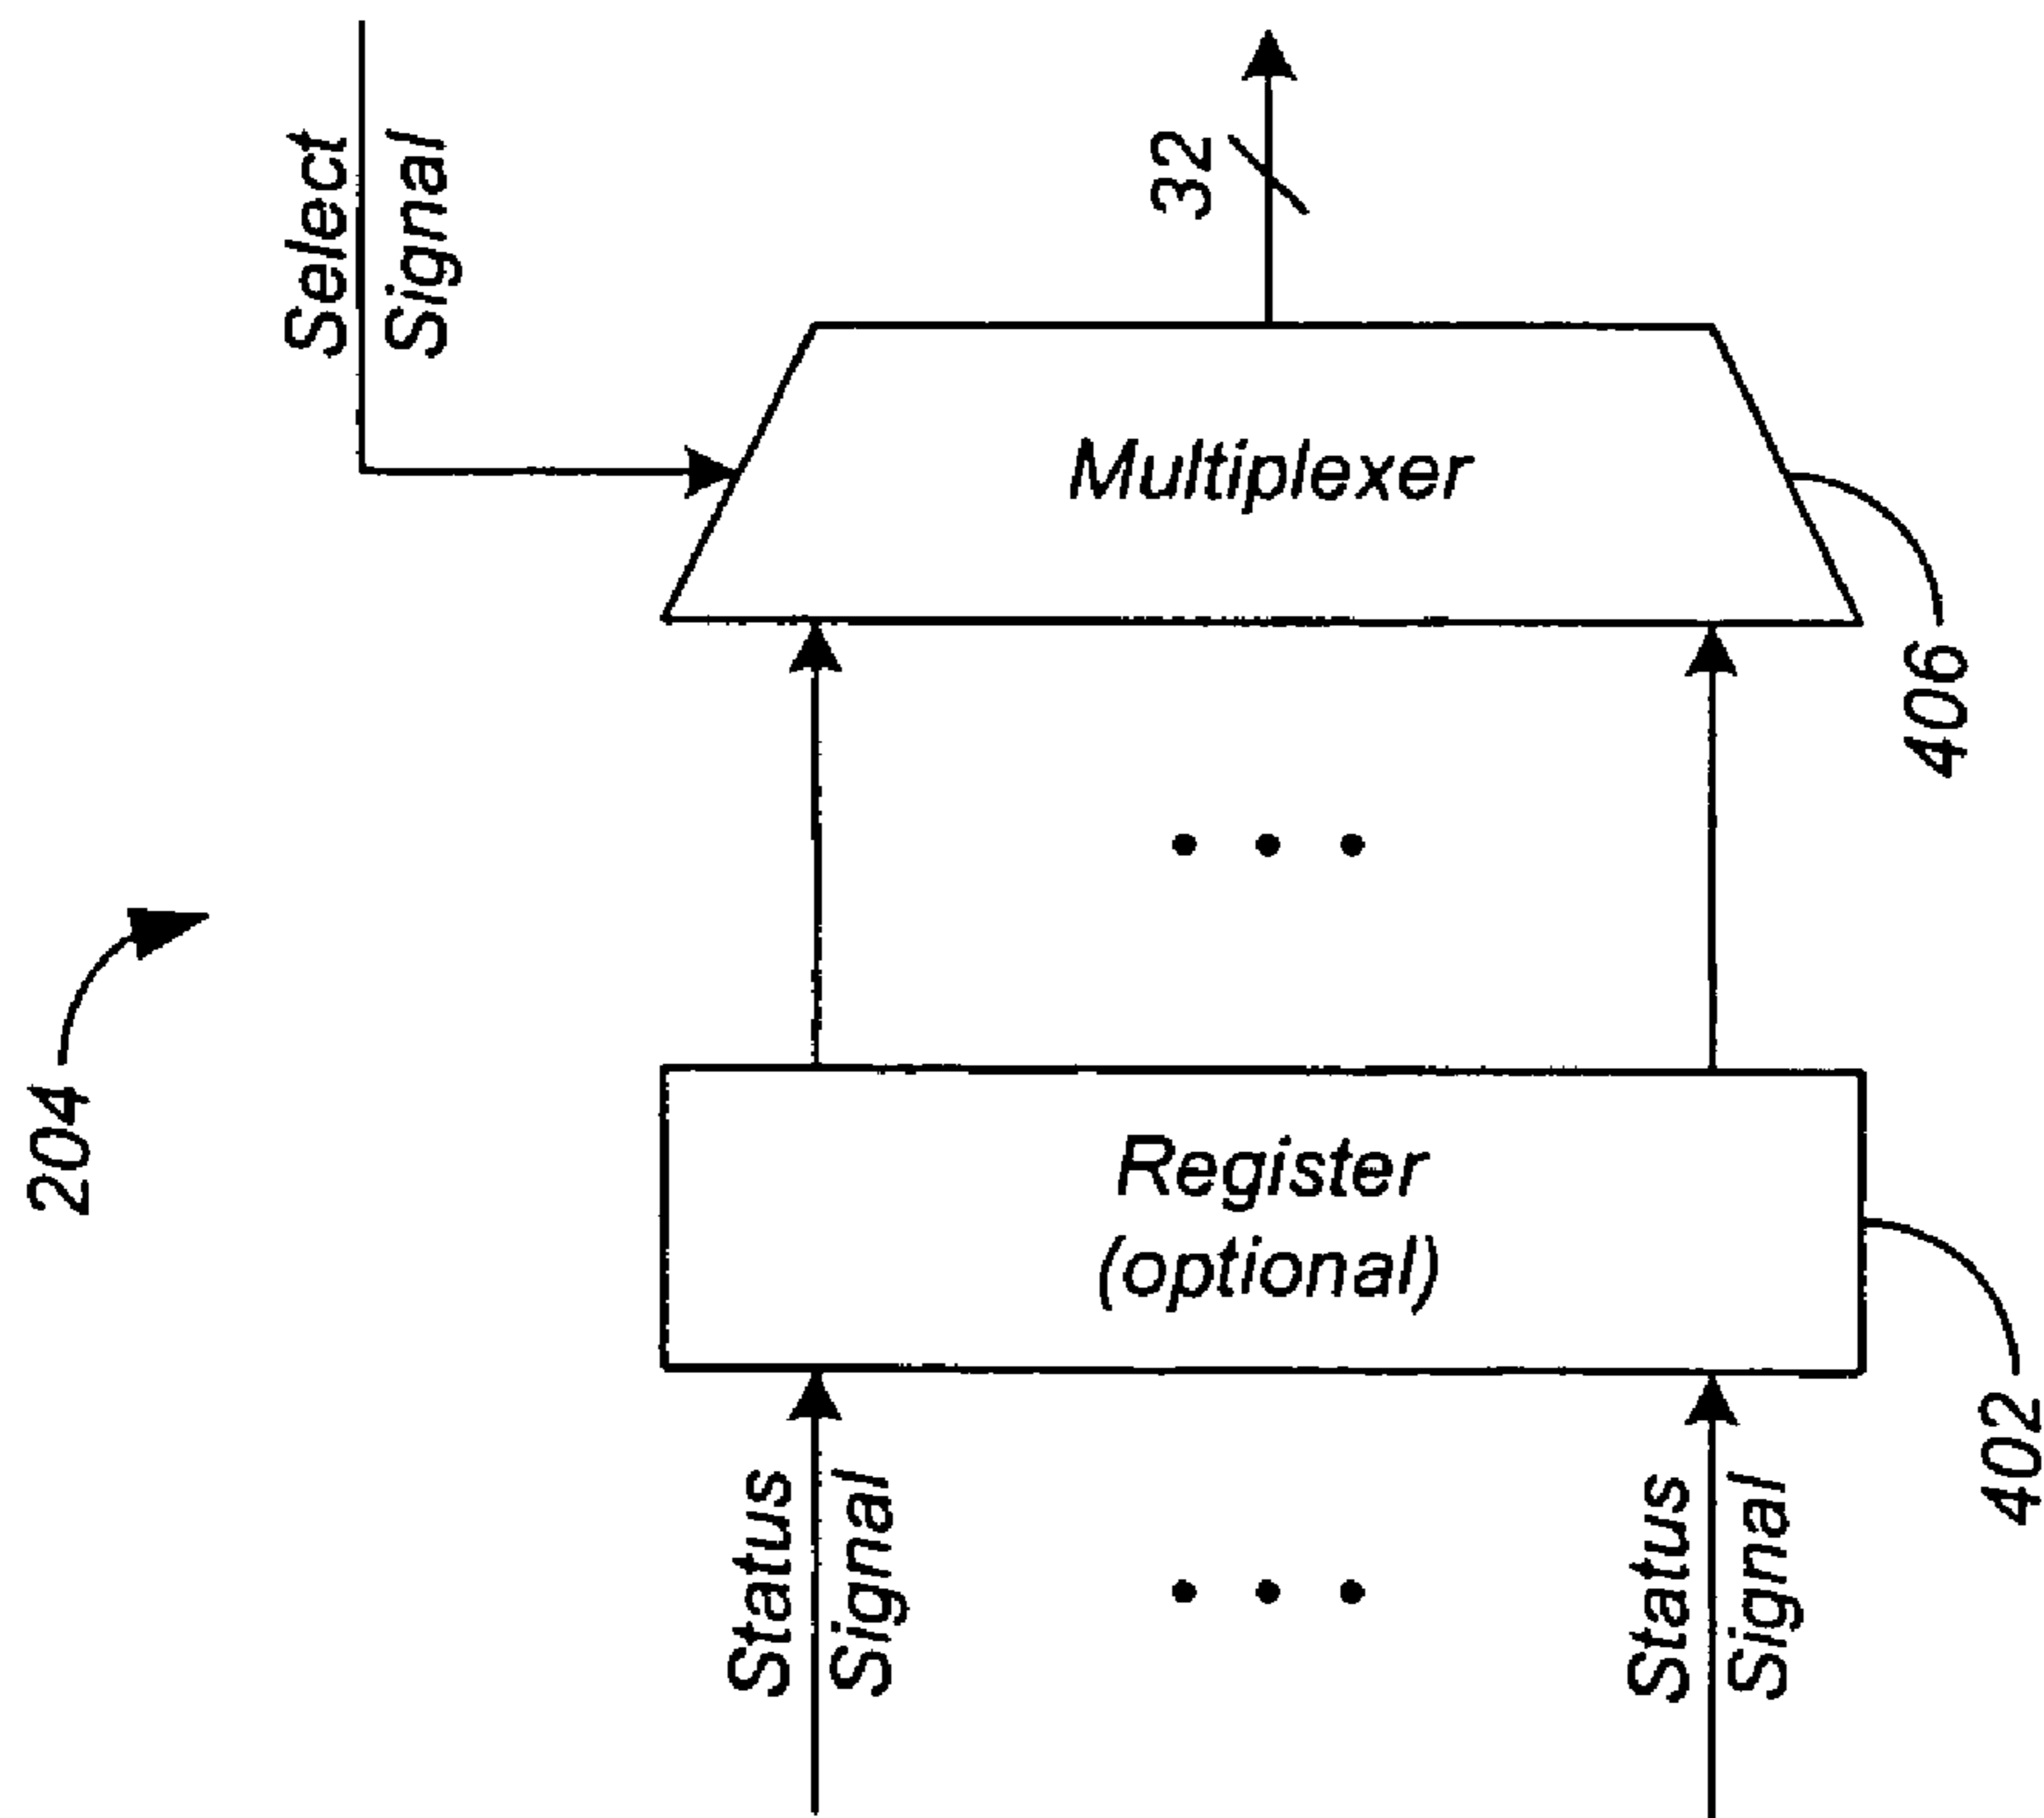 Select
Signal
32
Multiplexer
406
204
Register
(optional)
402
Status
Signal
Status
Signal